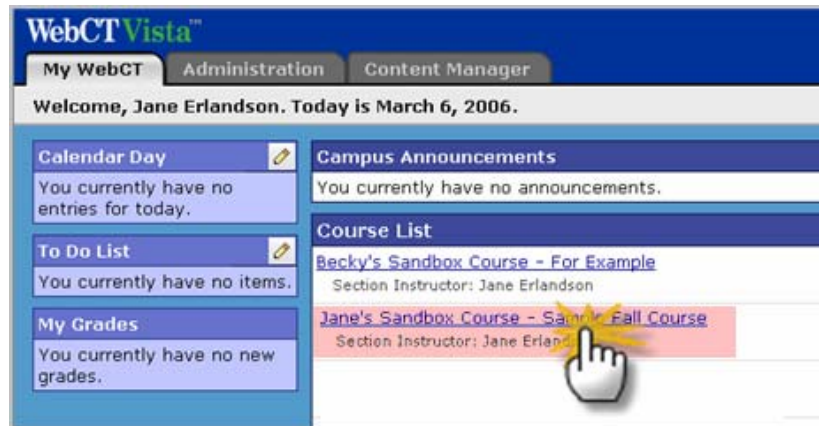 WebCT Vista™
My WebCT Administration Content Manager
Welcome, Jane Erlandson. Today is March 6, 2006.
Calendar Day
You currently have no
entries for today.
To Do List
You currently have no items.
My Grades
You currently have no new
grades.
Campus Announcements
You currently have no announcements.
Course List
Becky's Sandbox Course - For Example
Section Instructor: Jane Erlandson
Jane's Sandbox Course - Sample Fall Course
Section Instructor: Jane